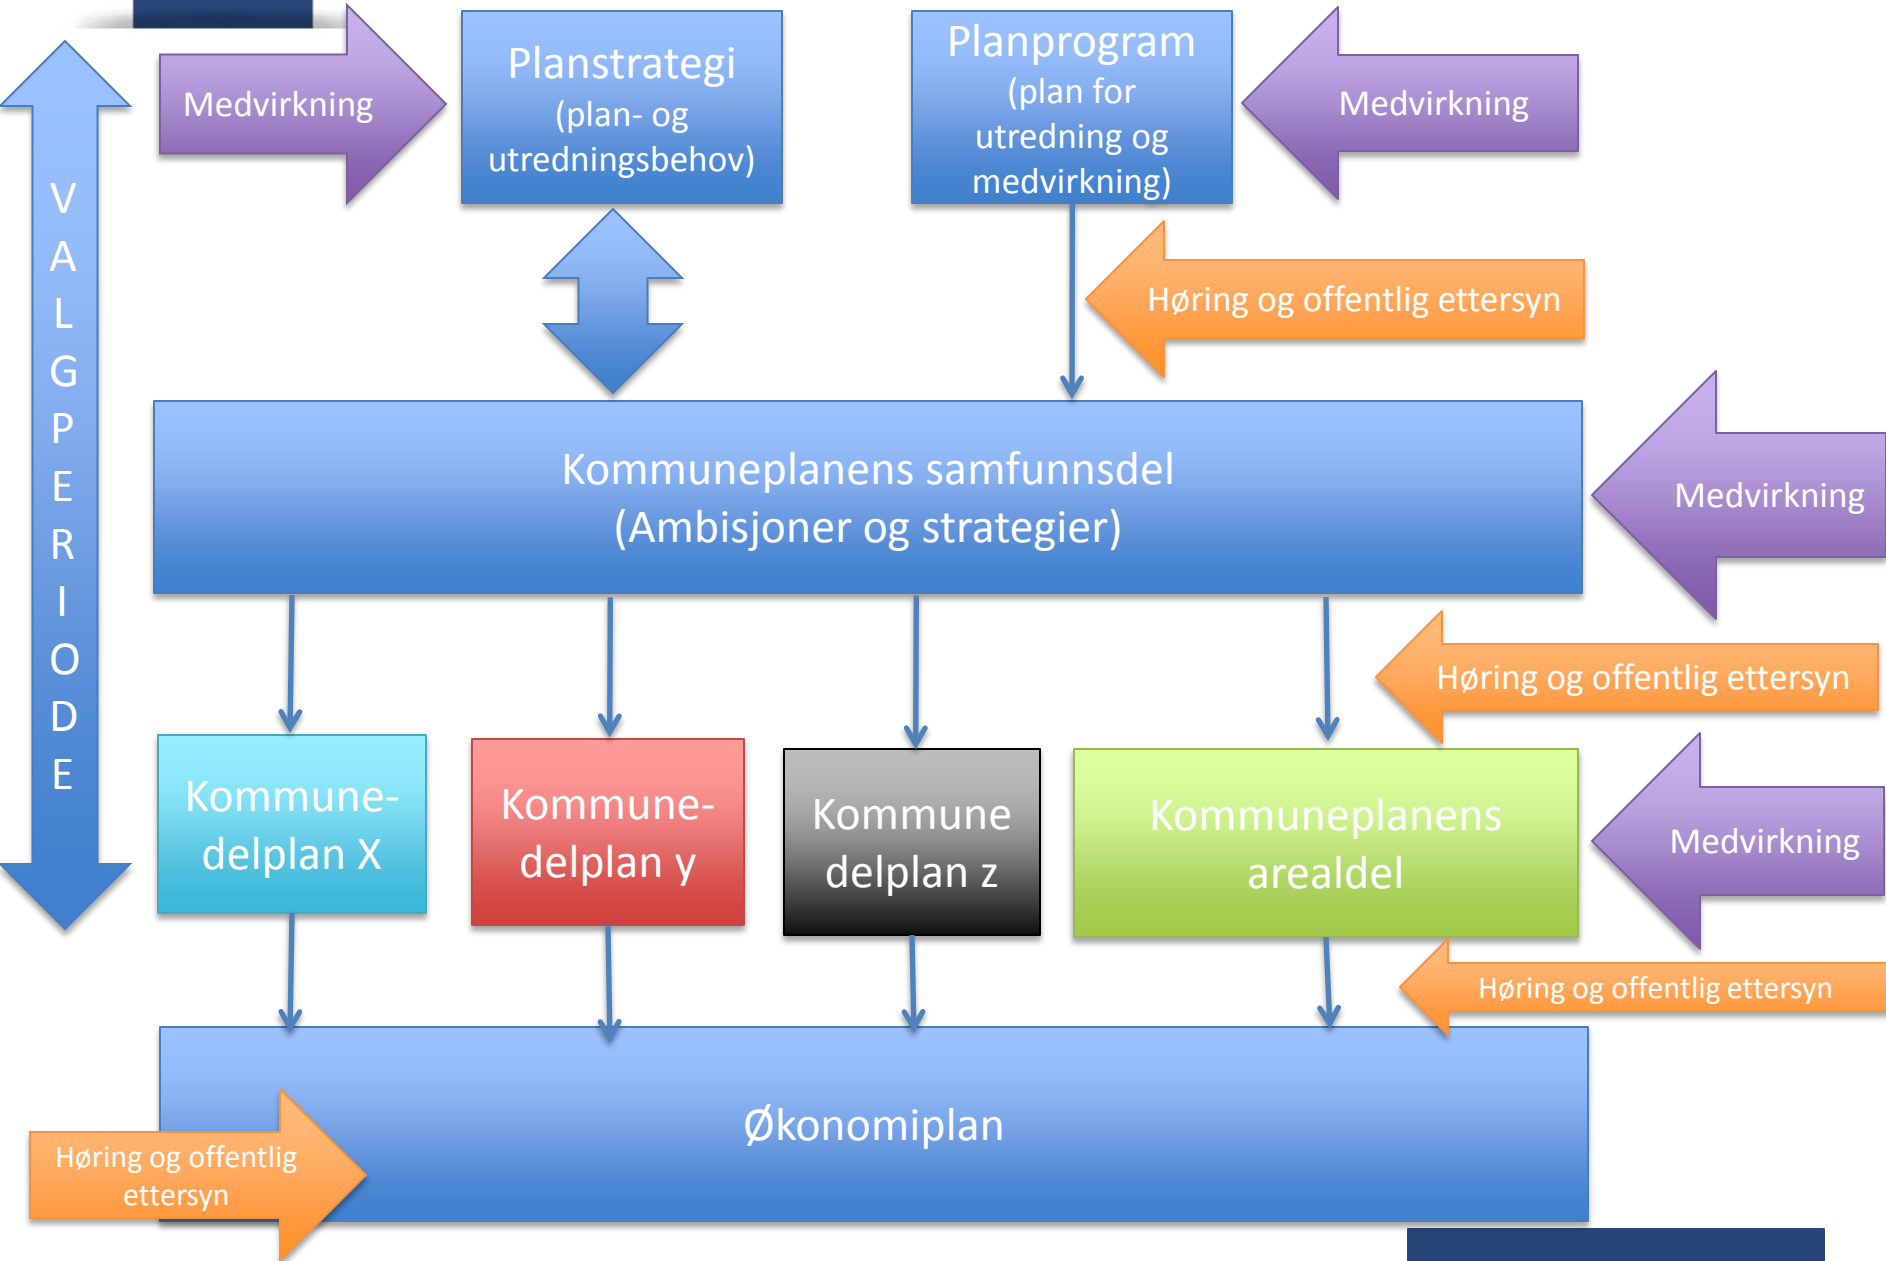 Medvirkning
Planstrategi
(plan- og
utredningsbehov)
Planprogram
(plan for
utredning og
medvirkning)
Medvirkning
V
A
L
G
P
E
R
I
O
D
E
Høring og offentlig ettersyn
Kommuneplanens samfunnsdel
(Ambisjoner og strategier)
Medvirkning
Høring og offentlig ettersyn
Kommune-
delplan X
Kommune-
delplan y
Kommune
delplan z
Kommuneplanens
arealdel
Medvirkning
Høring og offentlig ettersyn
Økonomiplan
Høring og offentlig
ettersyn